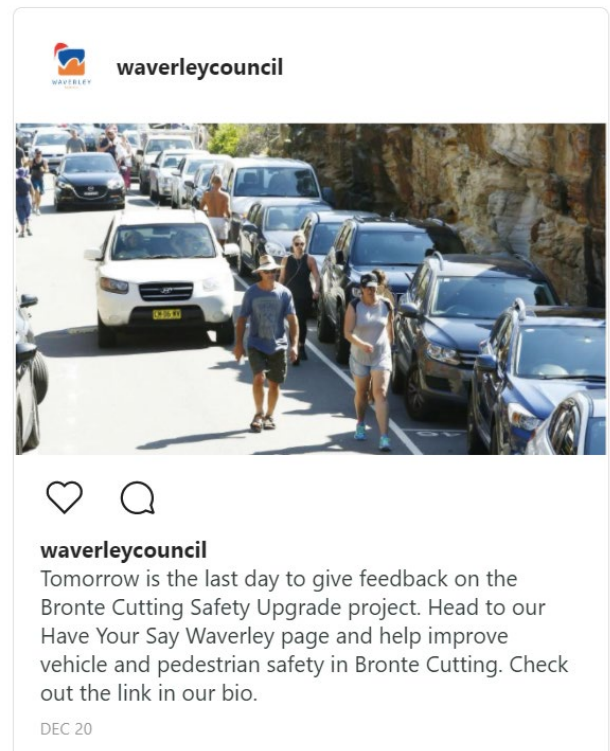 WAVERLEY
waverleycouncil
waverleycouncil
Tomorrow is the last day to give feedback on the
Bronte Cutting Safety Upgrade project. Head to our
Have Your Say Waverley page and help improve
vehicle and pedestrian safety in Bronte Cutting. Check
out the link in our bio.
DEC 20